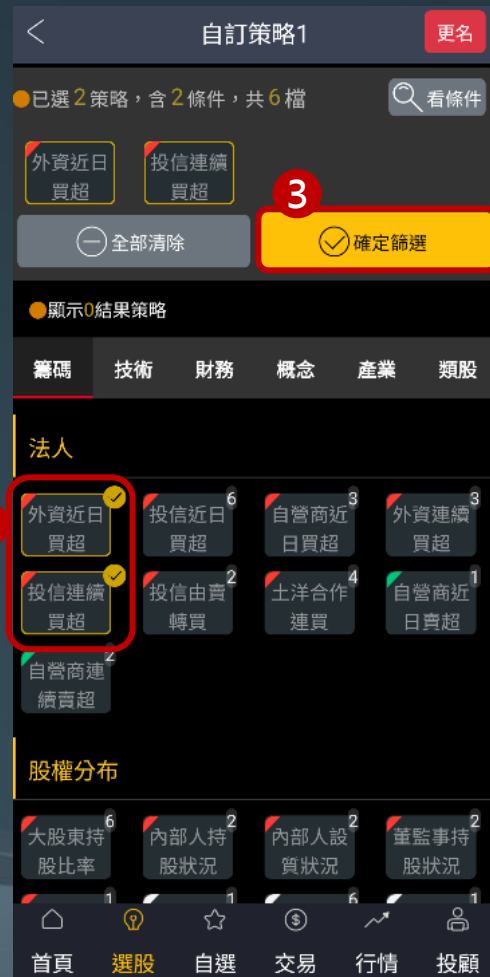 自訂策略1
更名
已選2策略，含2條件，共6檔
看條件
外資近日
買超
投信連續
買超
3
全部清除
確定篩選
顯示0結果策略
籌碼 技術 財務 概念 產業 類股
法人
外資近日
買超
投信近日
買超
6
自營商近
日買超
3
外資連續
買超
3
投信連續
買超
投信由賣
轉買
2
土洋合作
連買
4
自營商近
日賣超
1
自營商連
續賣超
2
股權分布
大股東持
股比率
6
內部人持
股狀況
2
內部人設
質狀況
2
董監事持
股狀況
2
1 1 6 1
首頁 選股 自選 交易 行情 投顧